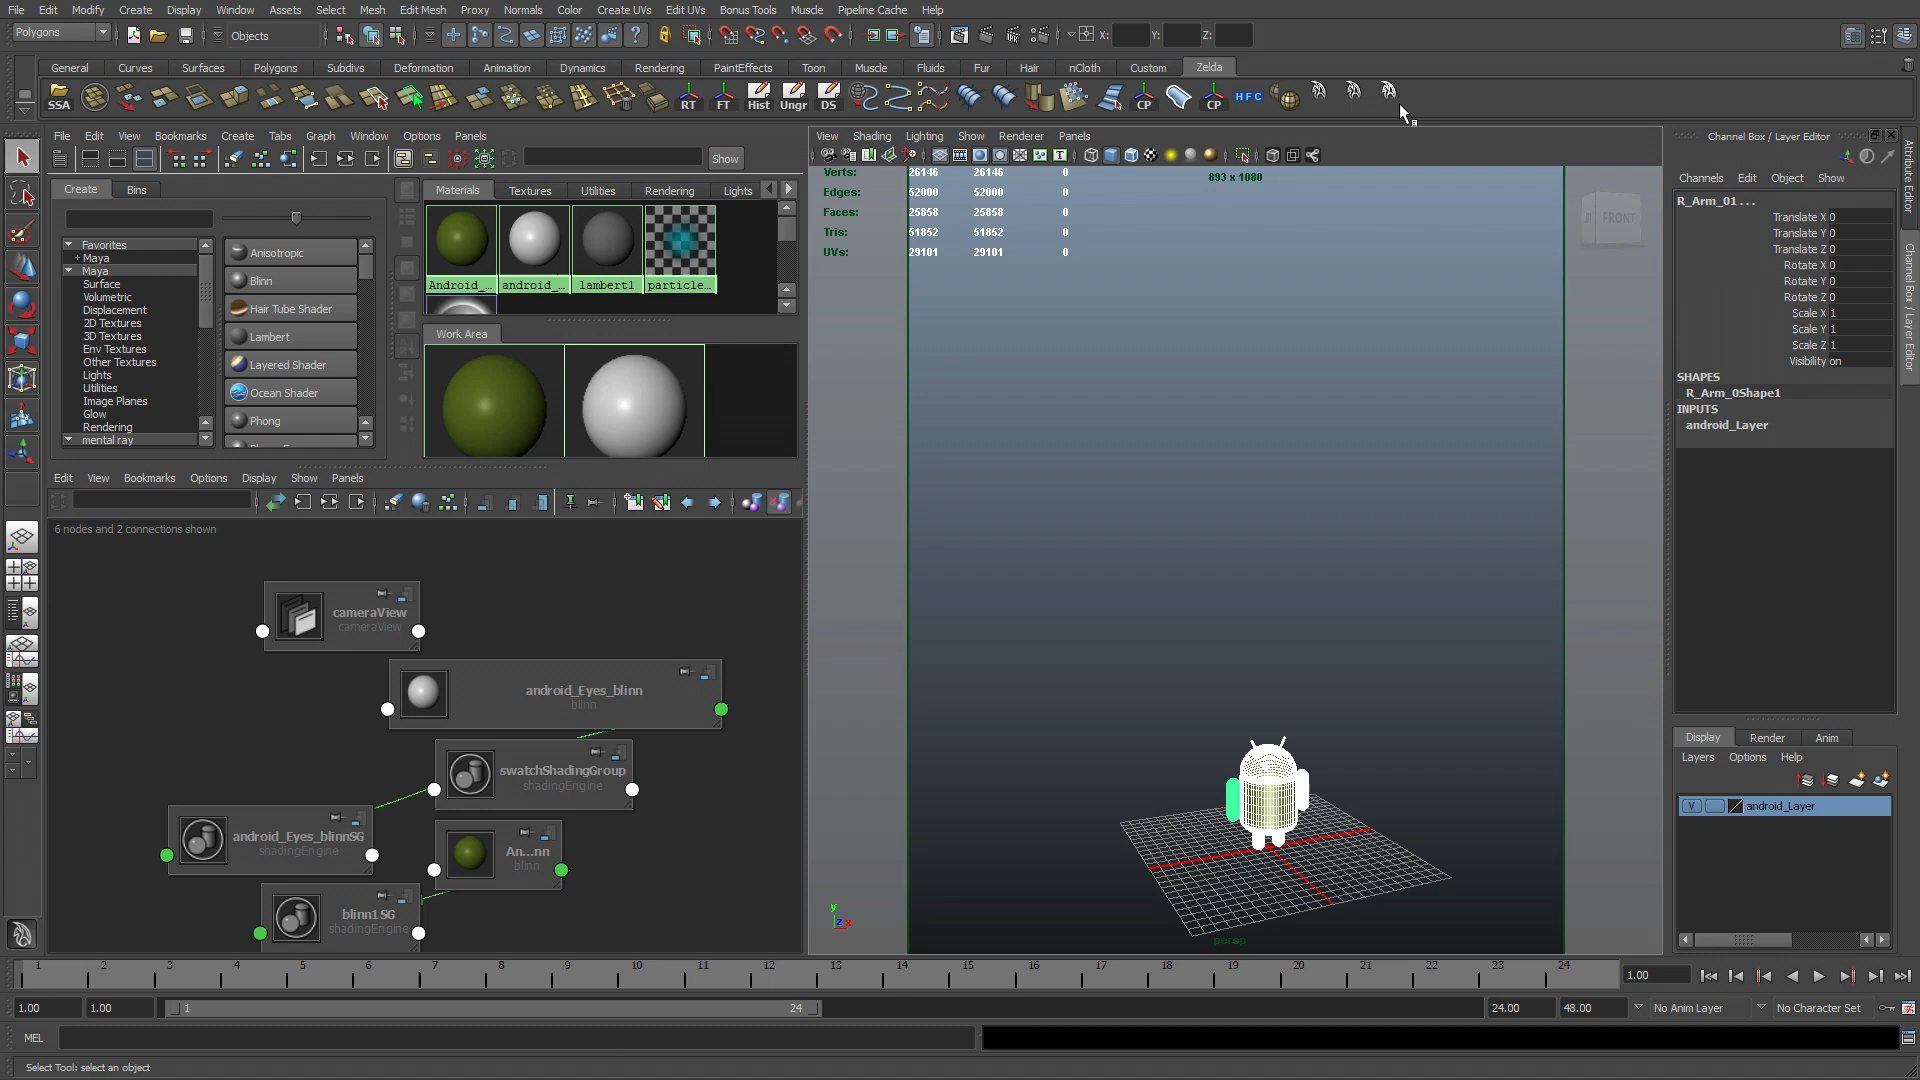 File Edit Modify Create Display Window Assets Select Mesh Edit Mesh Proxy Normals Color Create UVs Edit UVs Bonus Tools Muscle Pipeline Cache Help
Polygons Objects X: Y: Z:
General Curves Surfaces Polygons Subdivs Deformation Animation Dynamics Rendering PaintEffects Toon Muscle Fluids Fur Hair nCloth Custom Zelda
SSA RT FT Hist Ungr DS CP CP HFC
File Edit View Bookmarks Create Tabs Graph Window Options Panels
Show
Create Bins
Favorites
+ Maya
Maya
Surface
Volumetric
Displacement
2D Textures
3D Textures
Env Textures
Other Textures
Lights
Utilities
Image Planes
Glow
Rendering
mental ray
Anisotropic
Blinn
Hair Tube Shader
Lambert
Layered Shader
Ocean Shader
Phong
Materials Textures Utilities Rendering Lights
Android_... android_... lambert1 particle...
Work Area
Edit View Bookmarks Options Display Show Panels
6 nodes and 2 connections shown
cameraView
cameraView
android_Eyes_blinn
blinn
swatchShadingGroup
shadingEngine
android_Eyes_blinnSG
shadingEngine
An...nn
blinn
blinn1SG
shadingEngine
View Shading Lighting Show Renderer Panels
Verts: 26146 26146 0
Edges: 52000 52000 0
Faces: 25858 25858 0
Tris: 51852 51852 0
UVs: 29101 29101 0
893 x 1080
FRONT
y
z x
persp
Channel Box / Layer Editor
Channels Edit Object Show
R_Arm_01 ...
Translate X 0
Translate Y 0
Translate Z 0
Rotate X 0
Rotate Y 0
Rotate Z 0
Scale X 1
Scale Y 1
Scale Z 1
Visibility on
SHAPES
R_Arm_0Shape1
INPUTS
android_Layer
Attribute Editor
Channel Box / Layer Editor
Display Render Anim
Layers Options Help
V android_Layer
1 2 3 4 5 6 7 8 9 10 11 12 13 14 15 16 17 18 19 20 21 22 23 24
1.00
1.00 1.00 1 24 24.00 48.00 No Anim Layer No Character Set
MEL
Select Tool: select an object